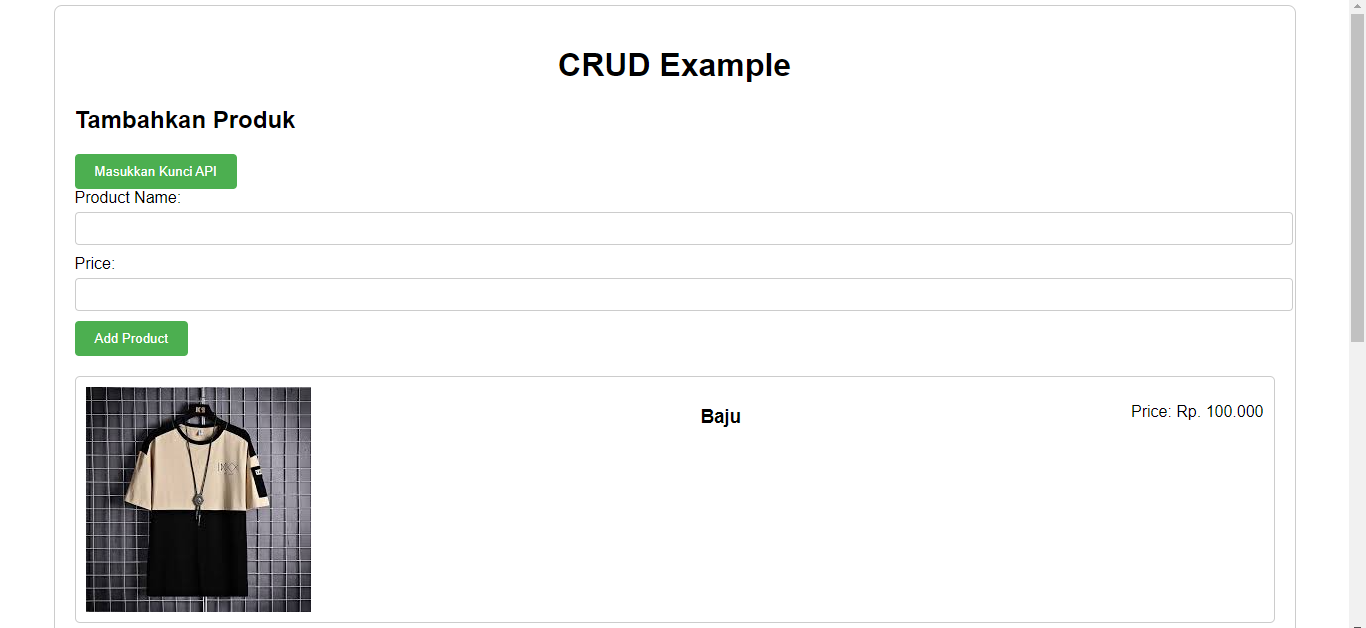 CRUD Example
Tambahkan Produk
Masukkan Kunci API
Product Name:
Price:
Add Product
Baju
Price: Rp. 100.000